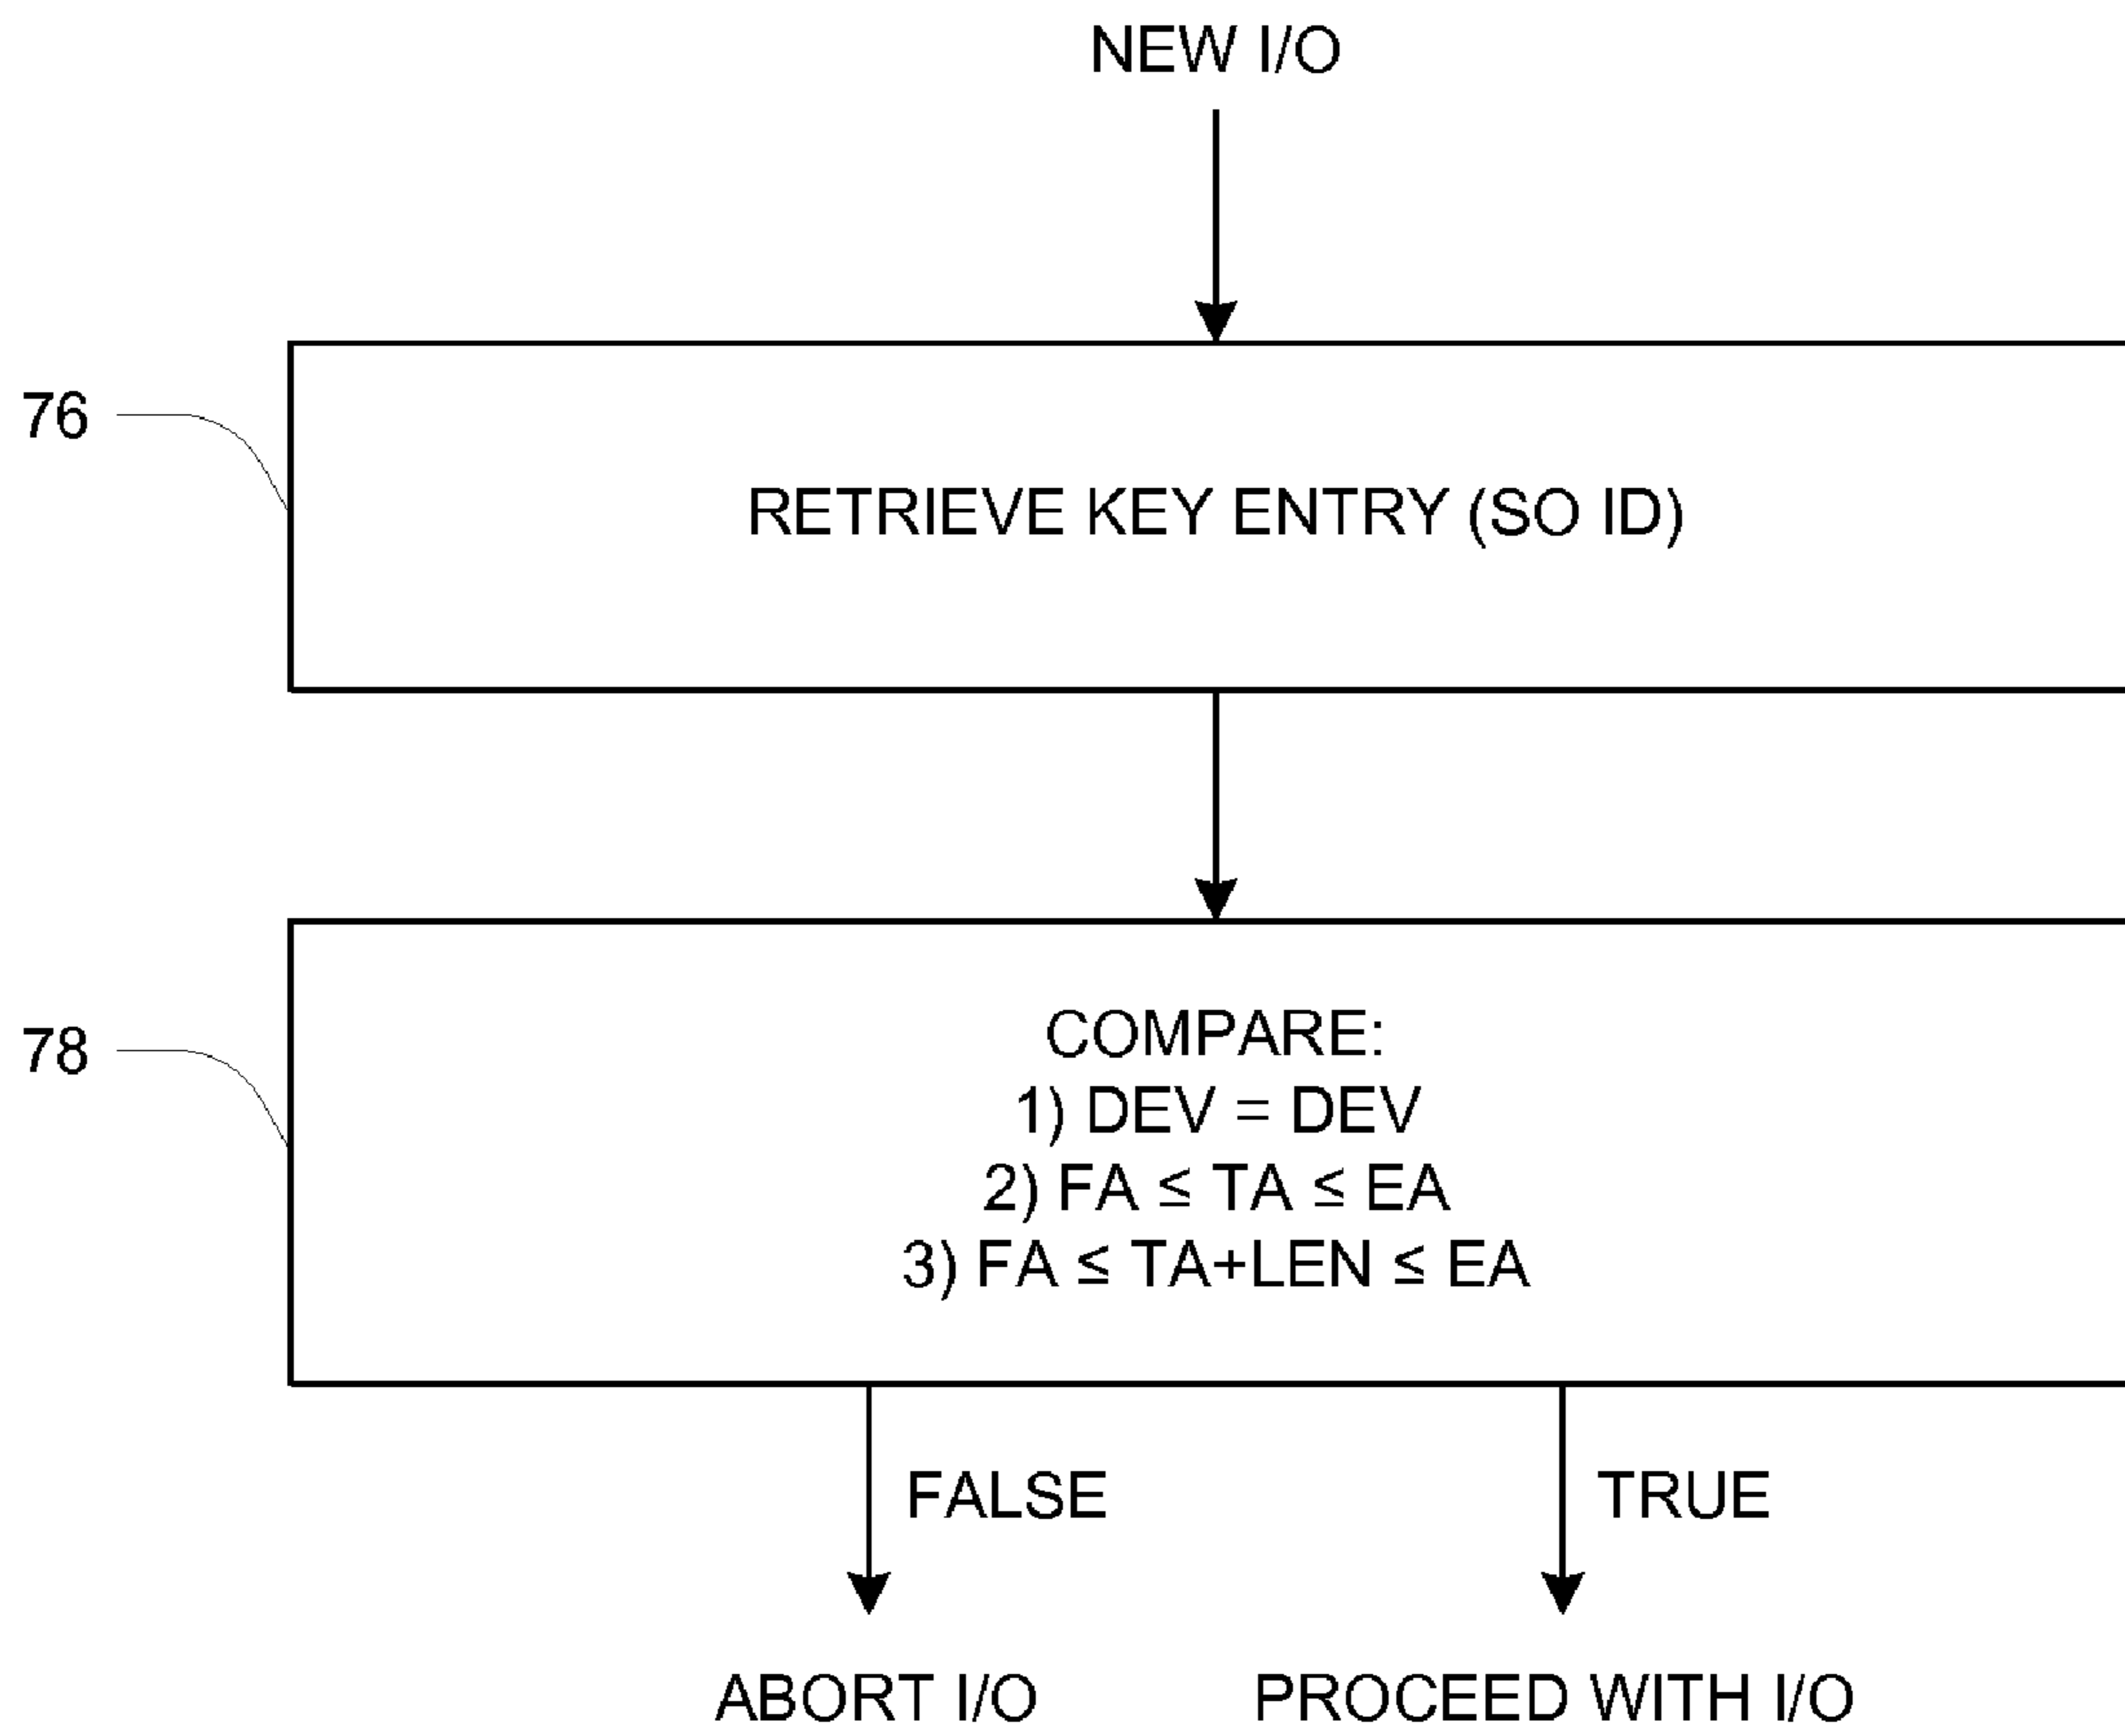 NEW I/O
76
RETRIEVE KEY ENTRY (SO ID)
78
COMPARE:
1) DEV = DEV
2) FA ≤ TA ≤ EA
3) FA ≤ TA+LEN ≤ EA
FALSE
TRUE
ABORT I/O
PROCEED WITH I/O